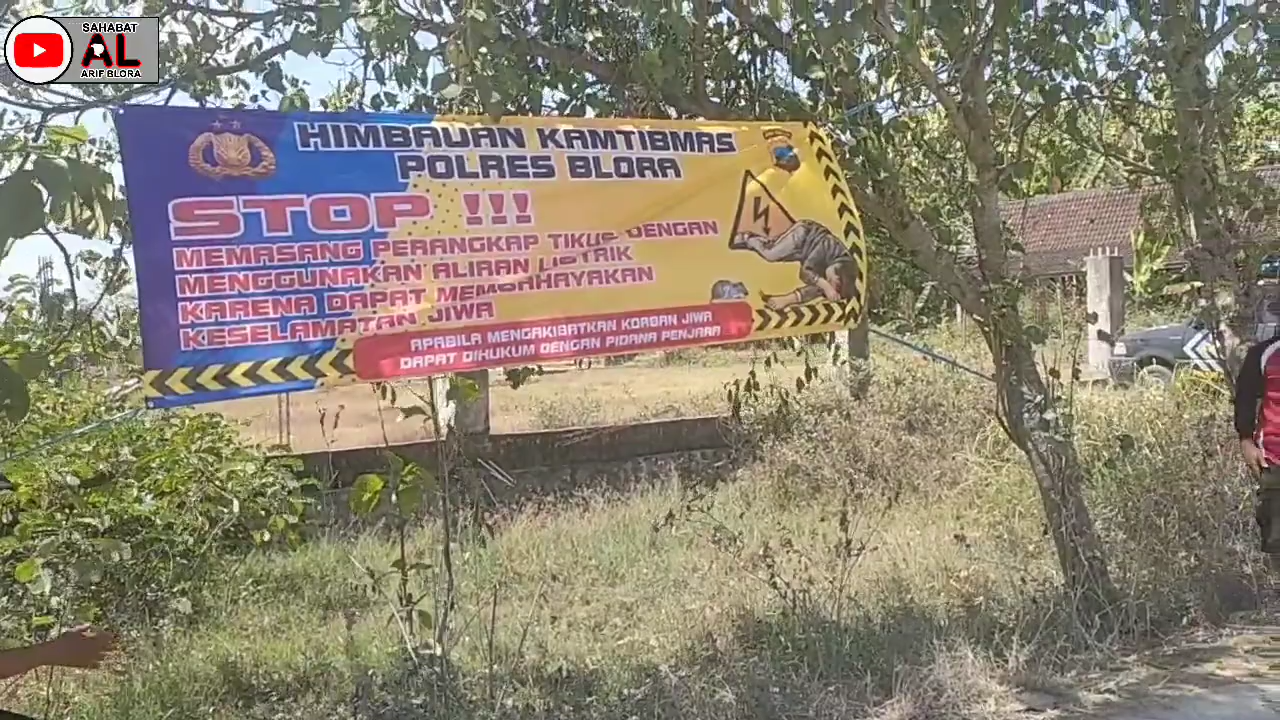 SAHABAT
AL
ARIF BLORA
HIMBAUAN KAMTIBMAS
POLRES BLORA
STOP !!!
MEMASANG PERANGKAP TIKUS DENGAN
MENGGUNAKAN ALIRAN LISTRIK
KARENA DAPAT MEMBAHAYAKAN
KESELAMATAN JIWA
APABILA MENGAKIBATKAN KORBAN JIWA
DAPAT DIHUKUM DENGAN PIDANA PENJARA